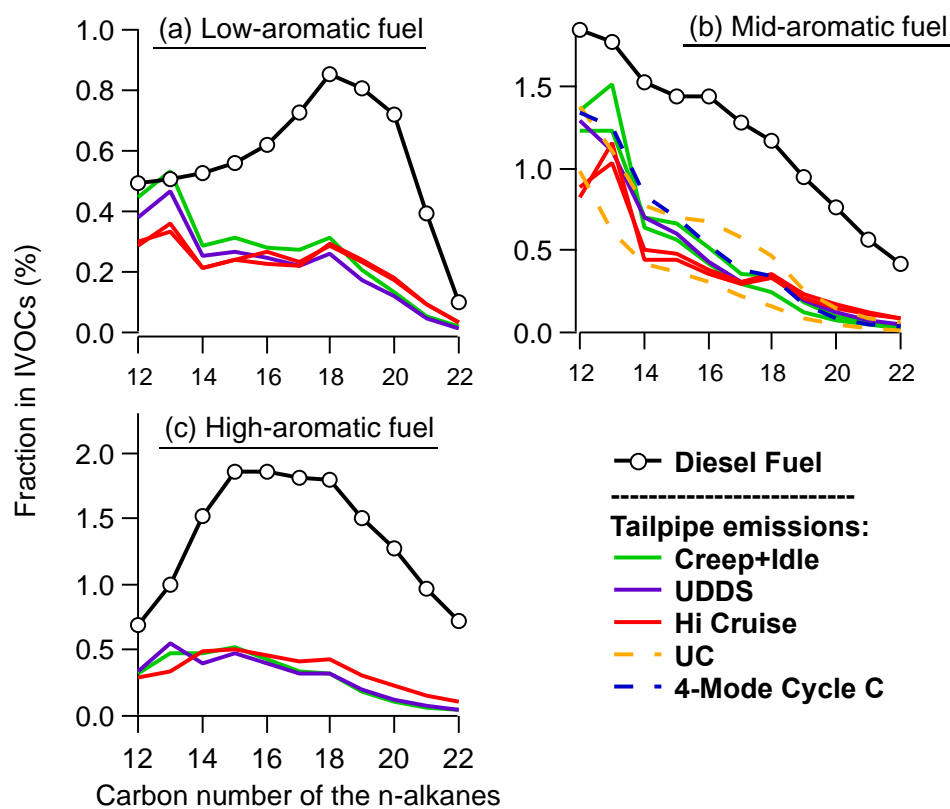 (a) Low-aromatic fuel
1.0
0.8
0.6
0.4
0.2
0.0
12 14 16 18 20 22
(b) Mid-aromatic fuel
1.5
1.0
0.5
0.0
12 14 16 18 20 22
Fraction in IVOCs (%)
(c) High-aromatic fuel
2.0
1.5
1.0
0.5
0.0
12 14 16 18 20 22
Carbon number of the n-alkanes
Diesel Fuel
---------------------------
Tailpipe emissions:
Creep+Idle
UDDS
Hi Cruise
UC
4-Mode Cycle C